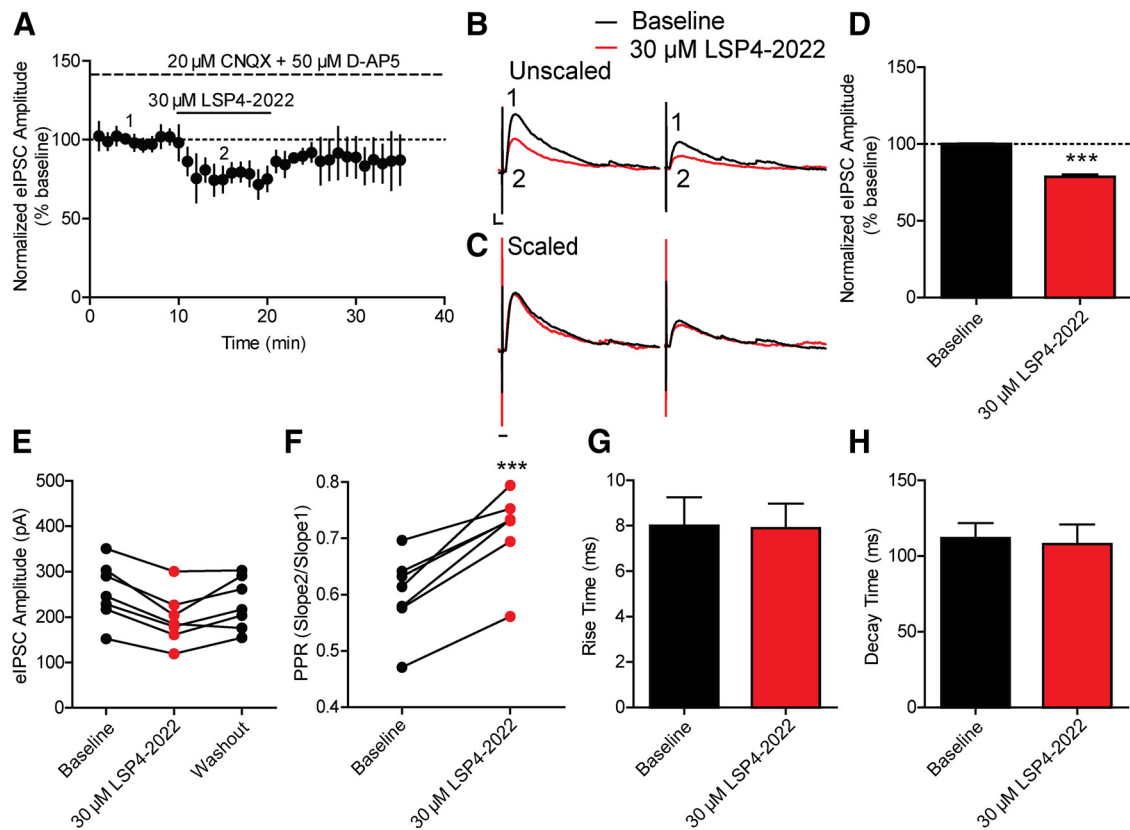 A
Normalized eIPSC Amplitude
(% baseline)
150
100
50
0
20 µM CNQX + 50 µM D-AP5
30 µM LSP4-2022
1
2
0
10
20
30
40
Time (min)
B
Baseline
30 µM LSP4-2022
Unscaled
1
2
1
2
C
Scaled
D
Normalized eIPSC Amplitude
(% baseline)
150
100
50
0
***
Baseline
30 µM LSP4-2022
E
eIPSC Amplitude (pA)
500
400
300
200
100
0
Baseline
30 µM LSP4-2022
Washout
F
PPR (Slope2/Slope1)
0.8
0.7
0.6
0.5
0.4
***
Baseline
30 µM LSP4-2022
G
Rise Time (ms)
10
8
6
4
2
0
Baseline
30 µM LSP4-2022
H
Decay Time (ms)
150
100
50
0
Baseline
30 µM LSP4-2022